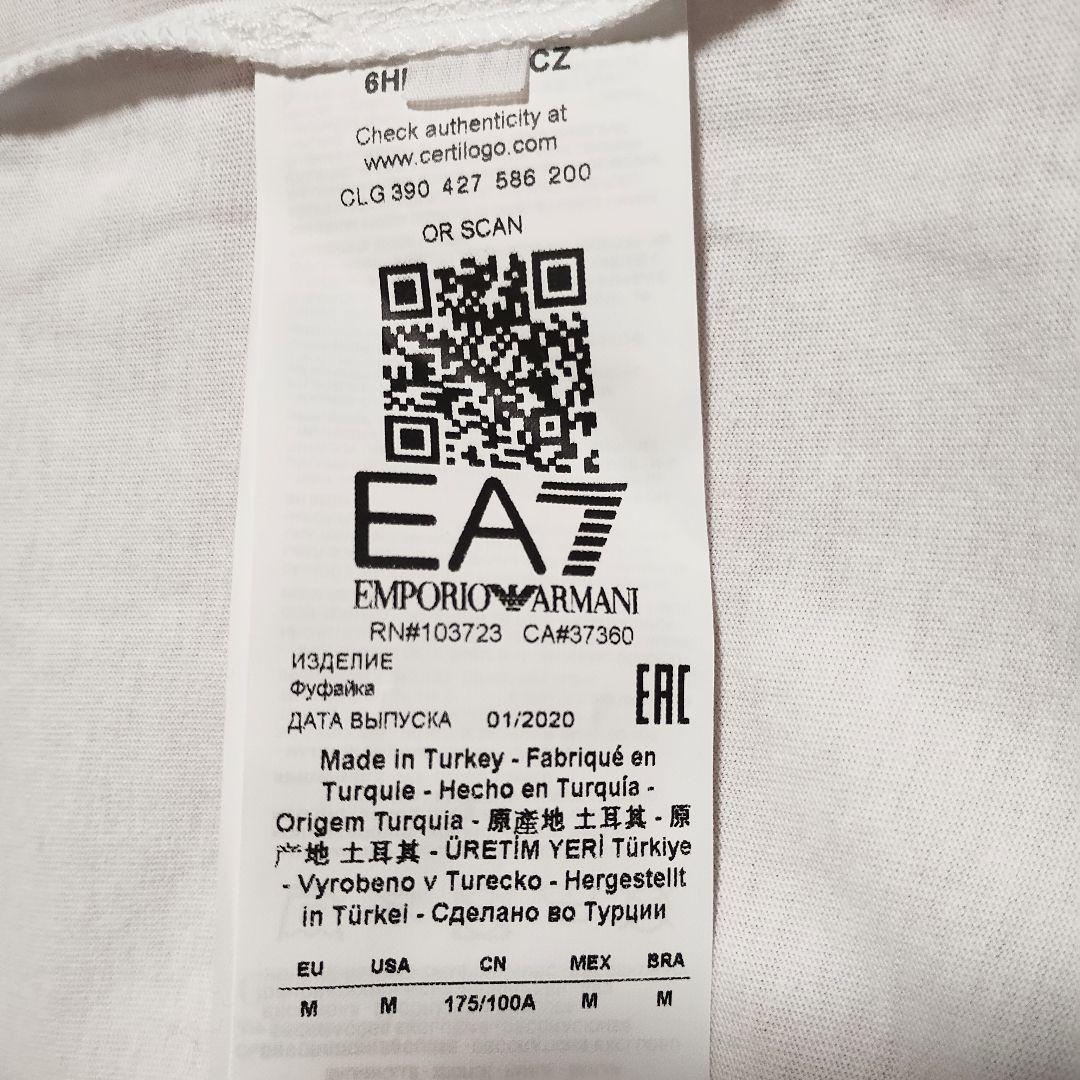 6H CZ
Check authenticity at
www.certilogo.com
CLG 390 427 586 200
OR SCAN
EA7
EMPORIO ARMANI
RN#103723 CA#37360
ИЗДЕЛИЕ
Фуфайка
EAC
ДАТА ВЫПУСКА 01/2020
Made in Turkey - Fabriqué en
Turquie - Hecho en Turquía -
Origem Turquia - 原產地 土耳其 - 原
产地 土耳其 - ÜRETİM YERİ Türkiye
- Vyrobeno v Turecko - Hergestellt
in Türkei - Сделано во Турции
EU USA CN MEX BRA
M M 175/100A M M